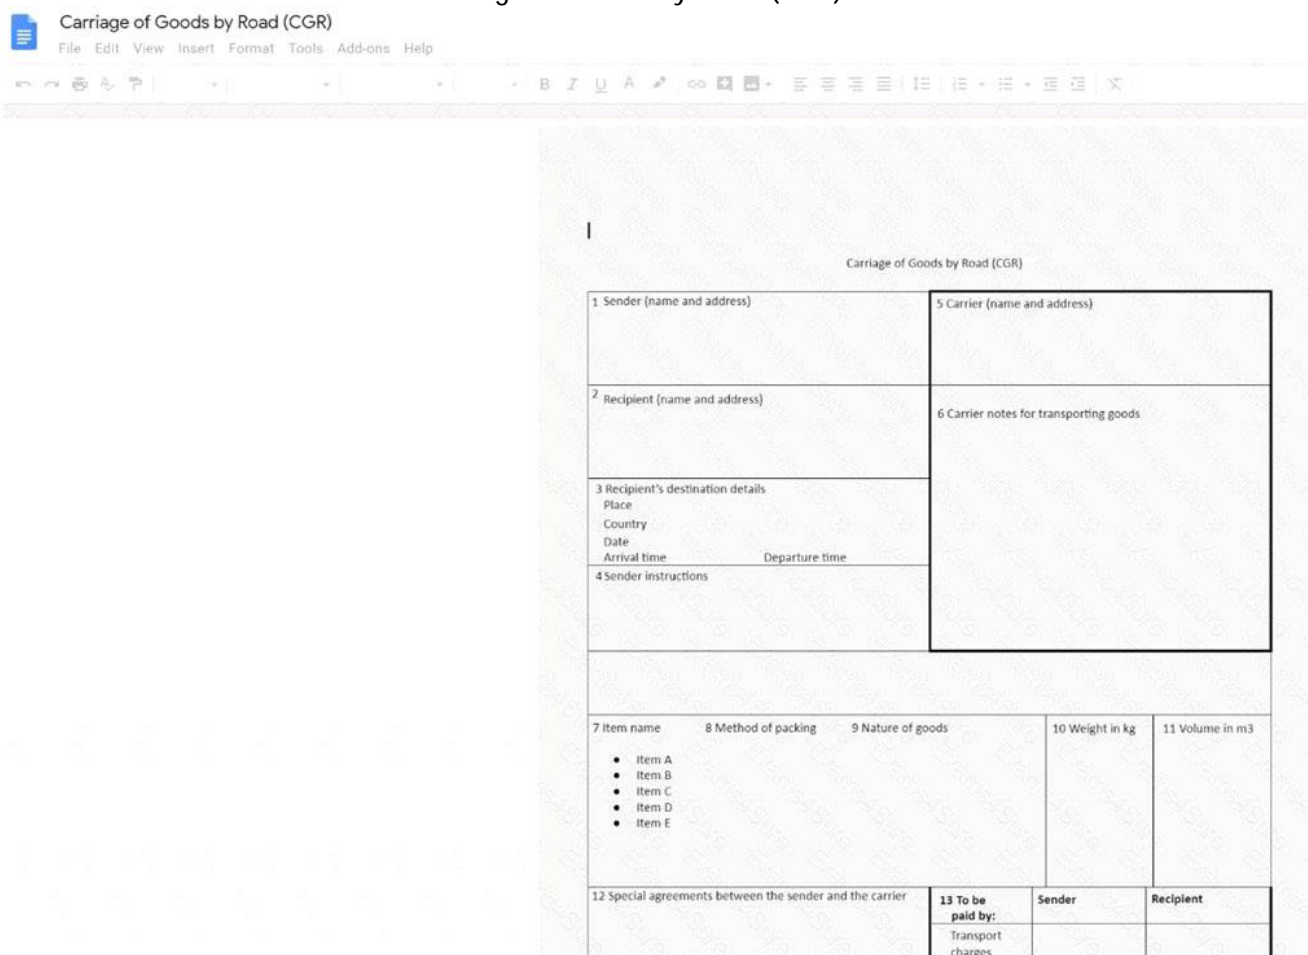 Carriage of Goods by Road (CGR)
File Edit View Insert Format Tools Add-ons Help
B I U A
Carriage of Goods by Road (CGR)
1 Sender (name and address)
5 Carrier (name and address)
2 Recipient (name and address)
6 Carrier notes for transporting goods
3 Recipient's destination details
Place
Country
Date
Arrival time Departure time
4 Sender instructions
7 Item name 8 Method of packing 9 Nature of goods 10 Weight in kg 11 Volume in m3
• Item A
• Item B
• Item C
• Item D
• Item E
12 Special agreements between the sender and the carrier
13 To be paid by: Sender Recipient
Transport
charges